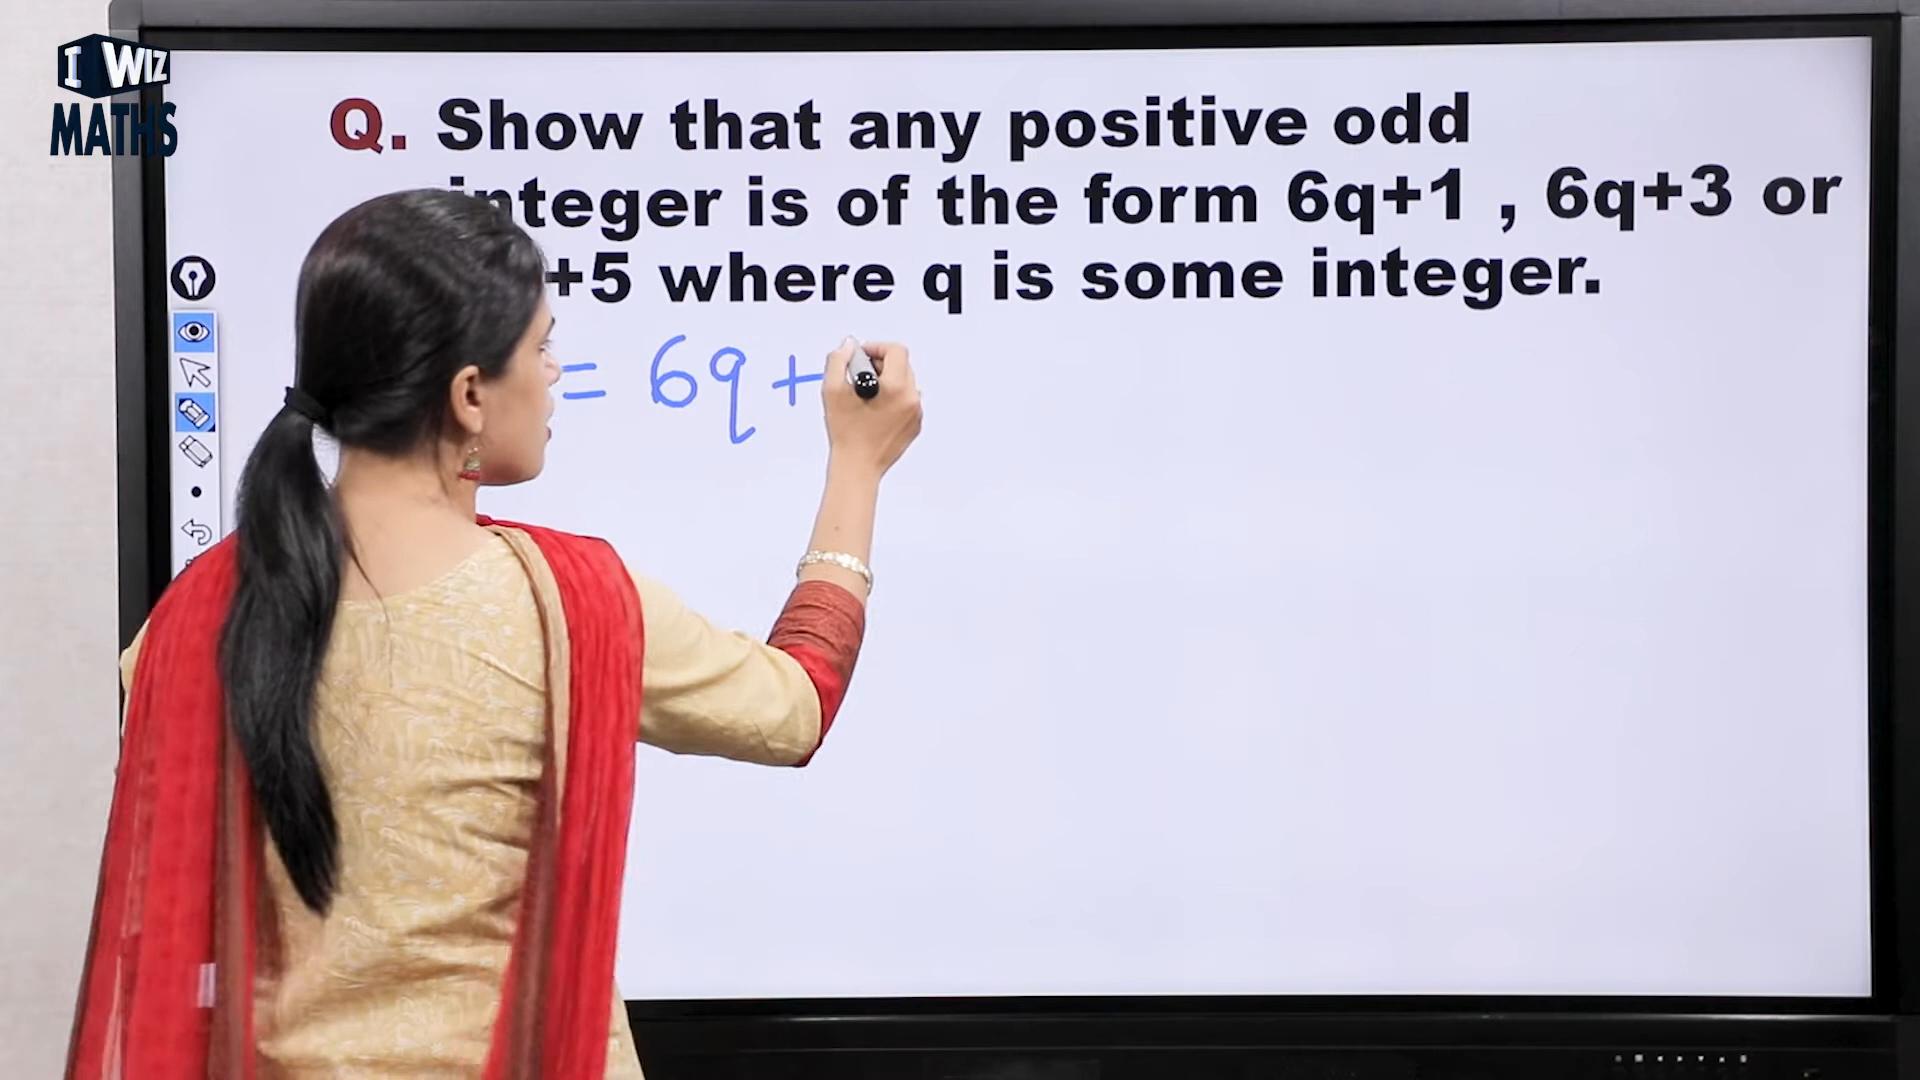 I WIZ
MATHS
Q. Show that any positive odd
integer is of the form 6q+1 , 6q+3 or
+5 where q is some integer.
= 6q +